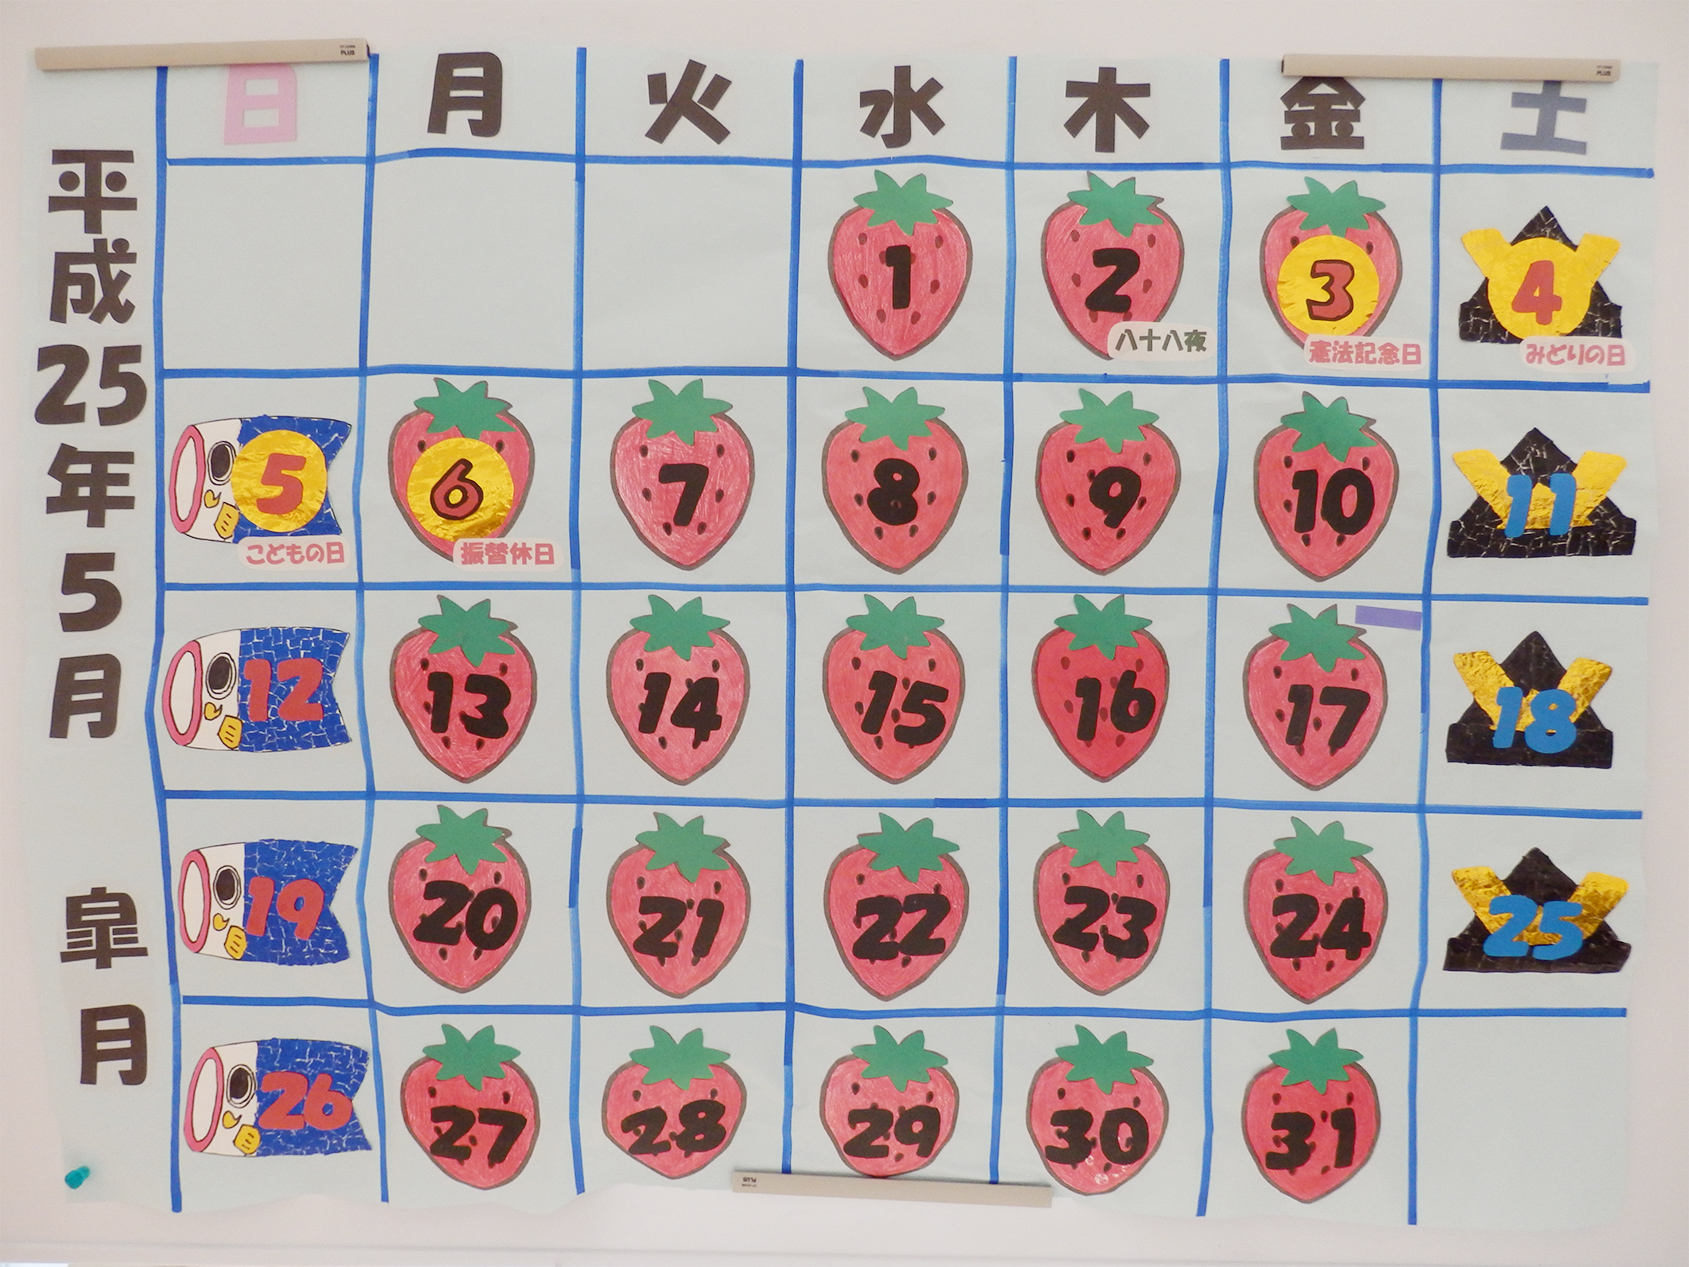 平成25年5月
皐月
日 月 火 水 木 金 土
1 2 3 4
八十八夜 憲法記念日 みどりの日
5 6 7 8 9 10 11
こどもの日 振替休日
12 13 14 15 16 17 18
19 20 21 22 23 24 25
26 27 28 29 30 31
PLUS
PLUS
PLUS